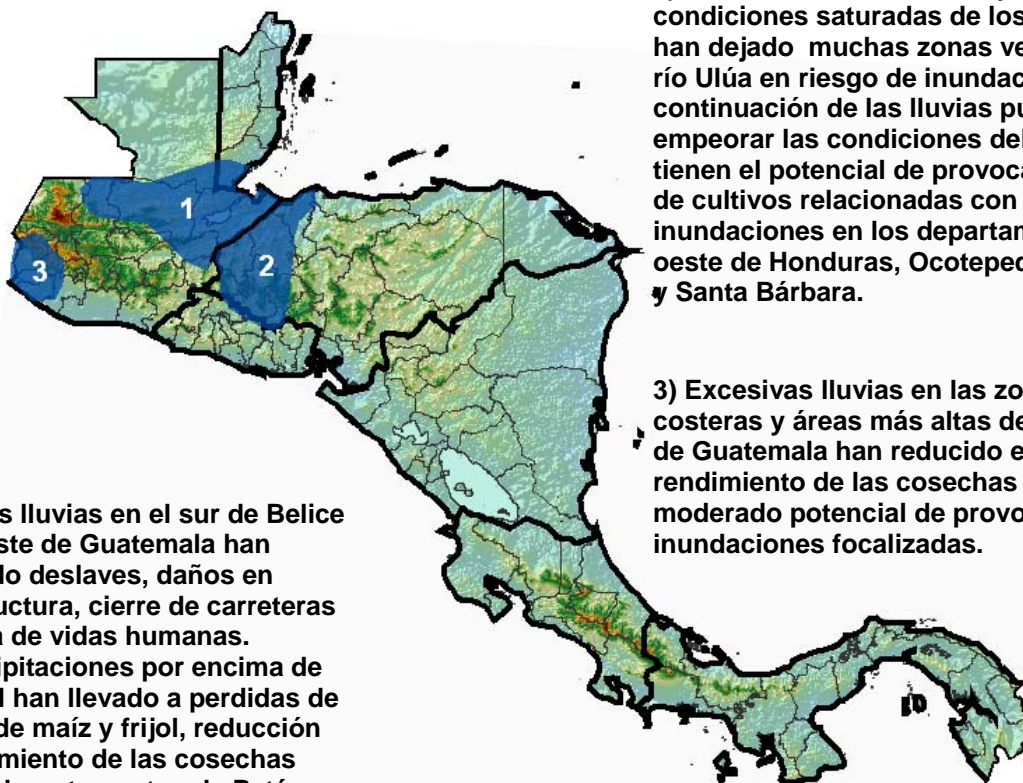 1
2
3
s lluvias en el sur de Belice
ste de Guatemala han
do deslaves, daños en
uctura, cierre de carreteras
a de vidas humanas.
ipitaciones por encima de
l han llevado a perdidas de
de maíz y frijol, reducción
miento de las cosechas
condiciones saturadas de los
han dejado muchas zonas ve
río Ulúa en riesgo de inundac
continuación de las lluvias pu
empeorar las condiciones del
tienen el potencial de provoca
de cultivos relacionadas con
inundaciones en los departan
oeste de Honduras, Ocotepec
y Santa Bárbara.
3) Excesivas lluvias en las zo
costeras y áreas más altas de
de Guatemala han reducido e
rendimiento de las cosechas
moderado potencial de provo
inundaciones focalizadas.